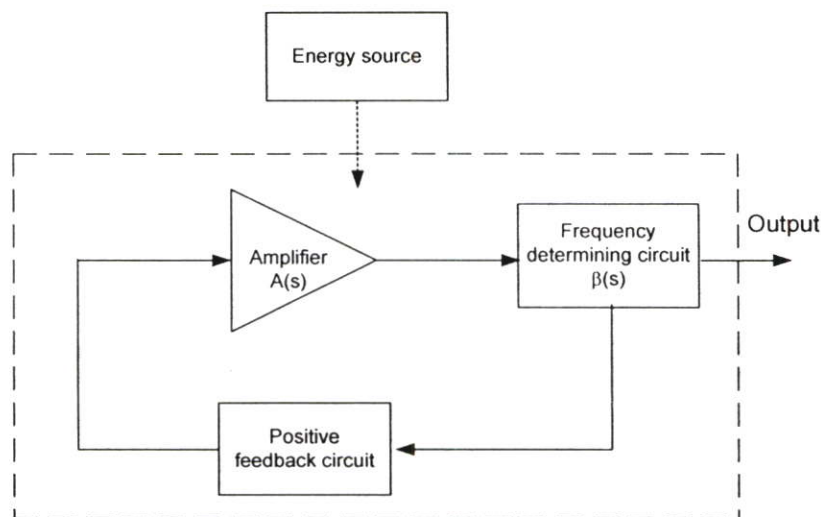 Energy source
Amplifier
A(s)
Frequency
determining circuit
β(s)
Output
Positive
feedback circuit